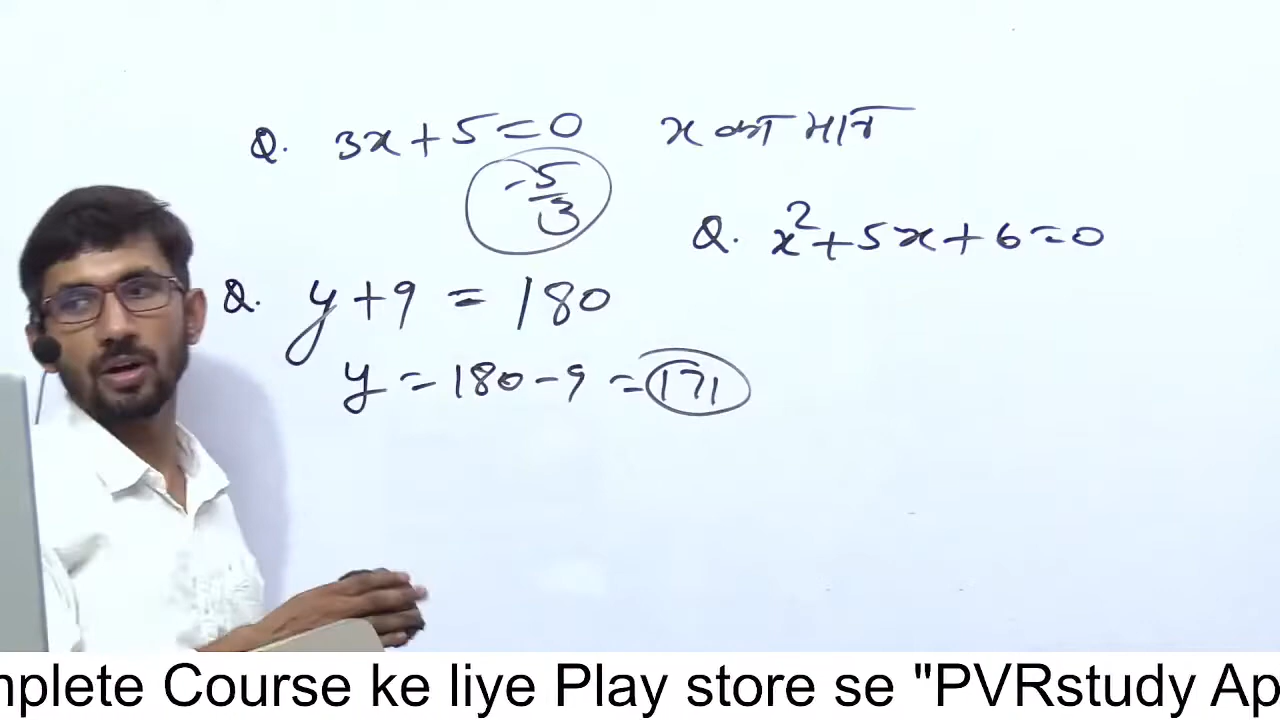 Q. 3x + 5 = 0 x का मान
-5/3
Q. x² + 5x + 6 = 0
Q. y + 9 = 180
y = 180 - 9 = 171
nplete Course ke liye Play store se "PVRstudy Ap